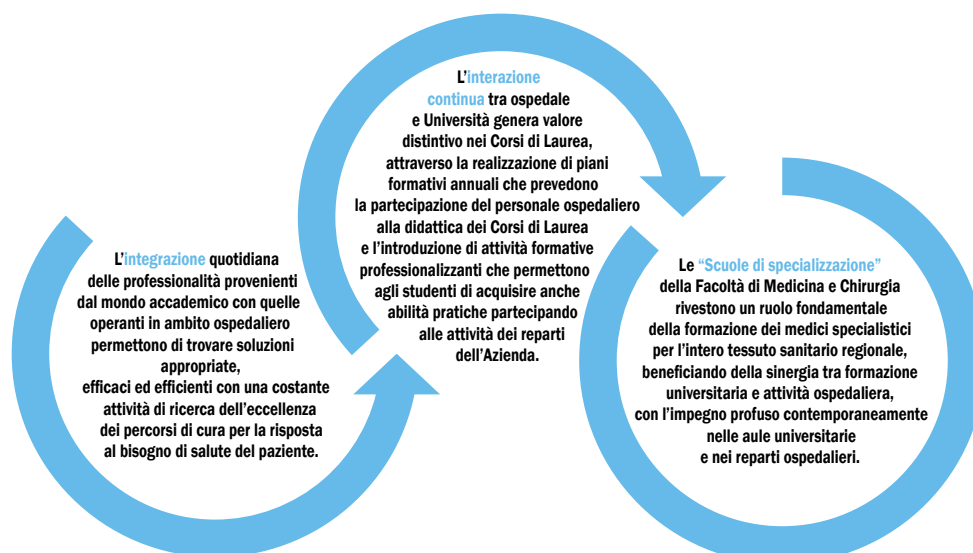 L'integrazione quotidiana
delle professionalità provenienti
dal mondo accademico con quelle
operanti in ambito ospedaliero
permettono di trovare soluzioni
appropriate,
efficaci ed efficienti con una costante
attività di ricerca dell'eccellenza
dei percorsi di cura per la risposta
al bisogno di salute del paziente.
L'interazione
continua tra ospedale
e Università genera valore
distintivo nei Corsi di Laurea,
attraverso la realizzazione di piani
formativi annuali che prevedono
la partecipazione del personale ospedaliero
alla didattica dei Corsi di Laurea
e l'introduzione di attività formative
professionalizzanti che permettono
agli studenti di acquisire anche
abilità pratiche partecipando
alle attività dei reparti
dell'Azienda.
Le "Scuole di specializzazione"
della Facoltà di Medicina e Chirurgia
rivestono un ruolo fondamentale
della formazione dei medici specialistici
per l'intero tessuto sanitario regionale,
beneficiando della sinergia tra formazione
universitaria e attività ospedaliera,
con l'impegno profuso contemporaneamente
nelle aule universitarie
e nei reparti ospedalieri.